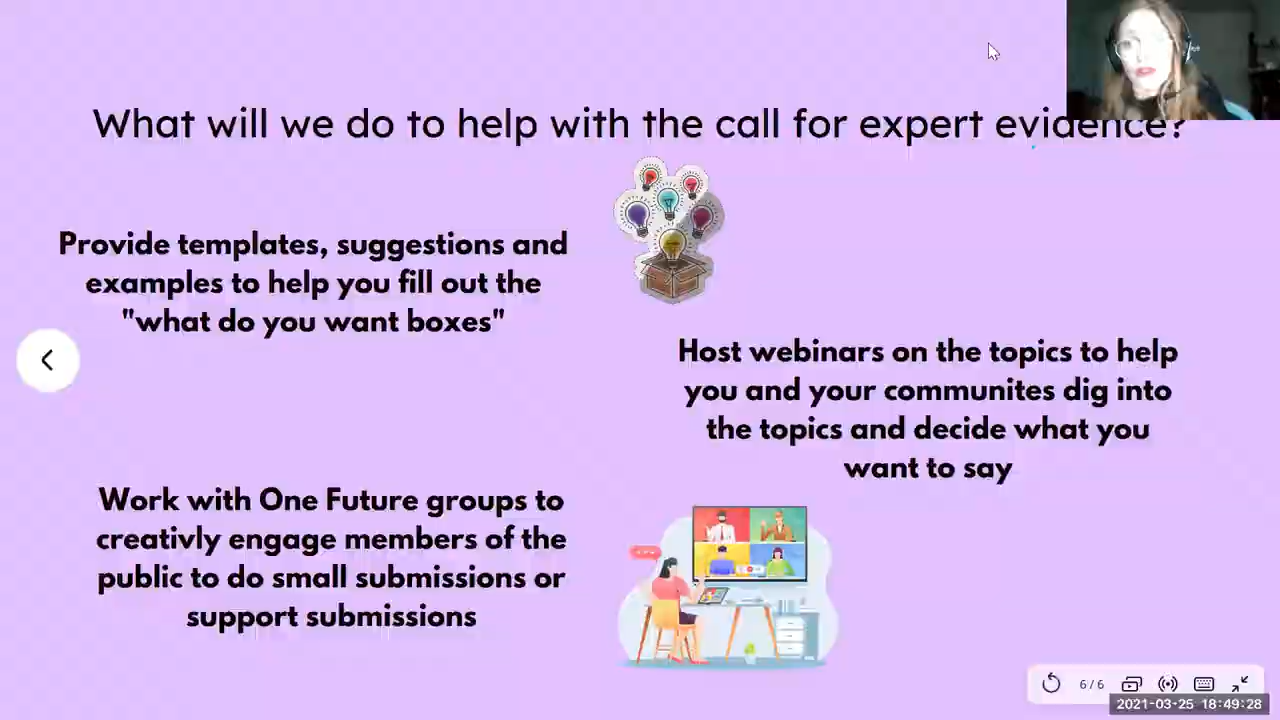 What will we do to help with the call for expert evidence?
Provide templates, suggestions and
examples to help you fill out the
"what do you want boxes"
Host webinars on the topics to help
you and your communites dig into
the topics and decide what you
want to say
Work with One Future groups to
creativly engage members of the
public to do small submissions or
support submissions
6/6
2021-03-25 18:49:28